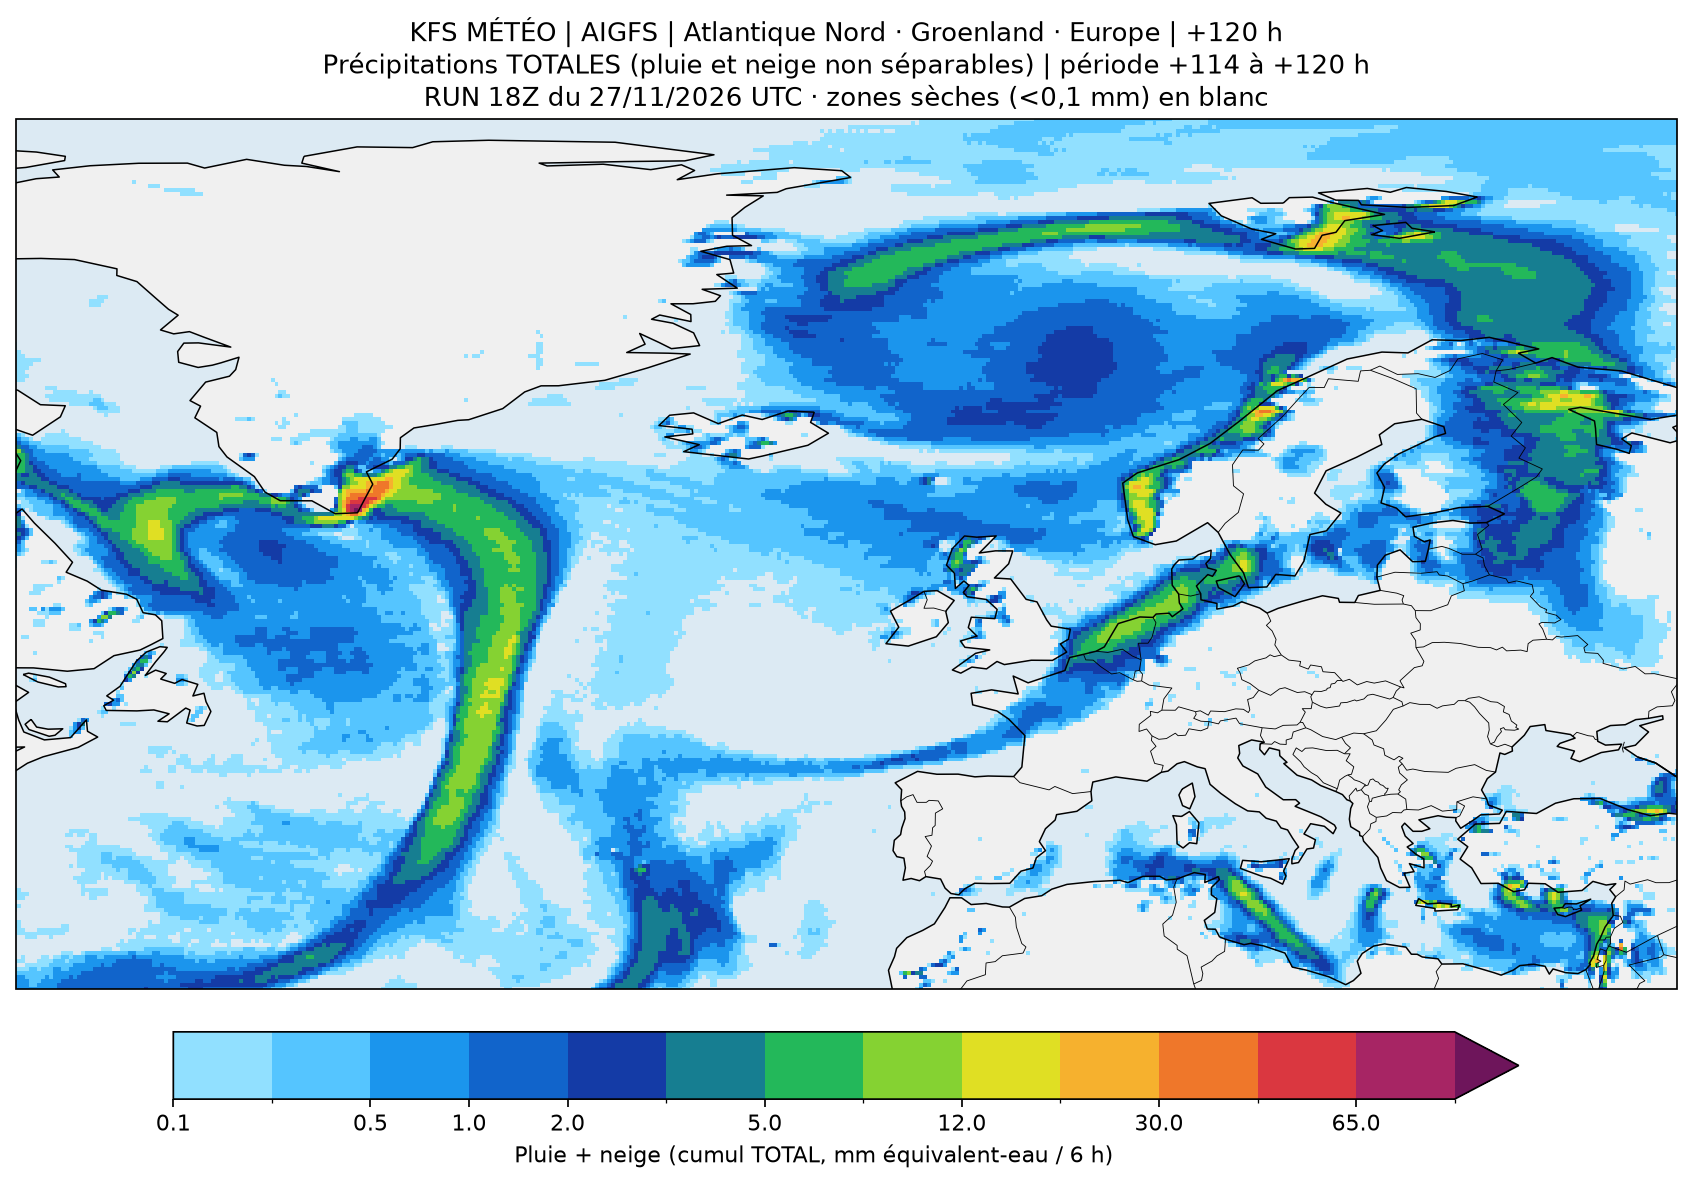 KFS MÉTÉO | AIGFS | Atlantique Nord · Groenland · Europe | +120 h
Précipitations TOTALES (pluie et neige non séparables) | période +114 à +120 h
RUN 18Z du 27/11/2026 UTC · zones sèches (<0,1 mm) en blanc
0.1 0.5 1.0 2.0 5.0 12.0 30.0 65.0
Pluie + neige (cumul TOTAL, mm équivalent-eau / 6 h)